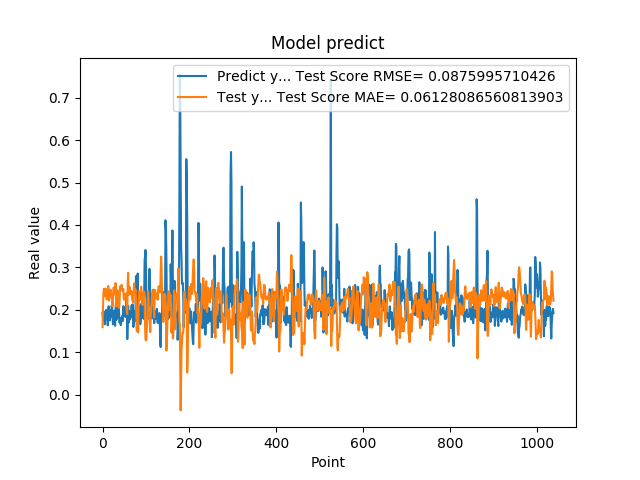 Model predict
Predict y... Test Score RMSE= 0.0875995710426
Test y... Test Score MAE= 0.06128086560813903
Real value
0.7
0.6
0.5
0.4
0.3
0.2
0.1
0.0
0 200 400 600 800 1000
Point